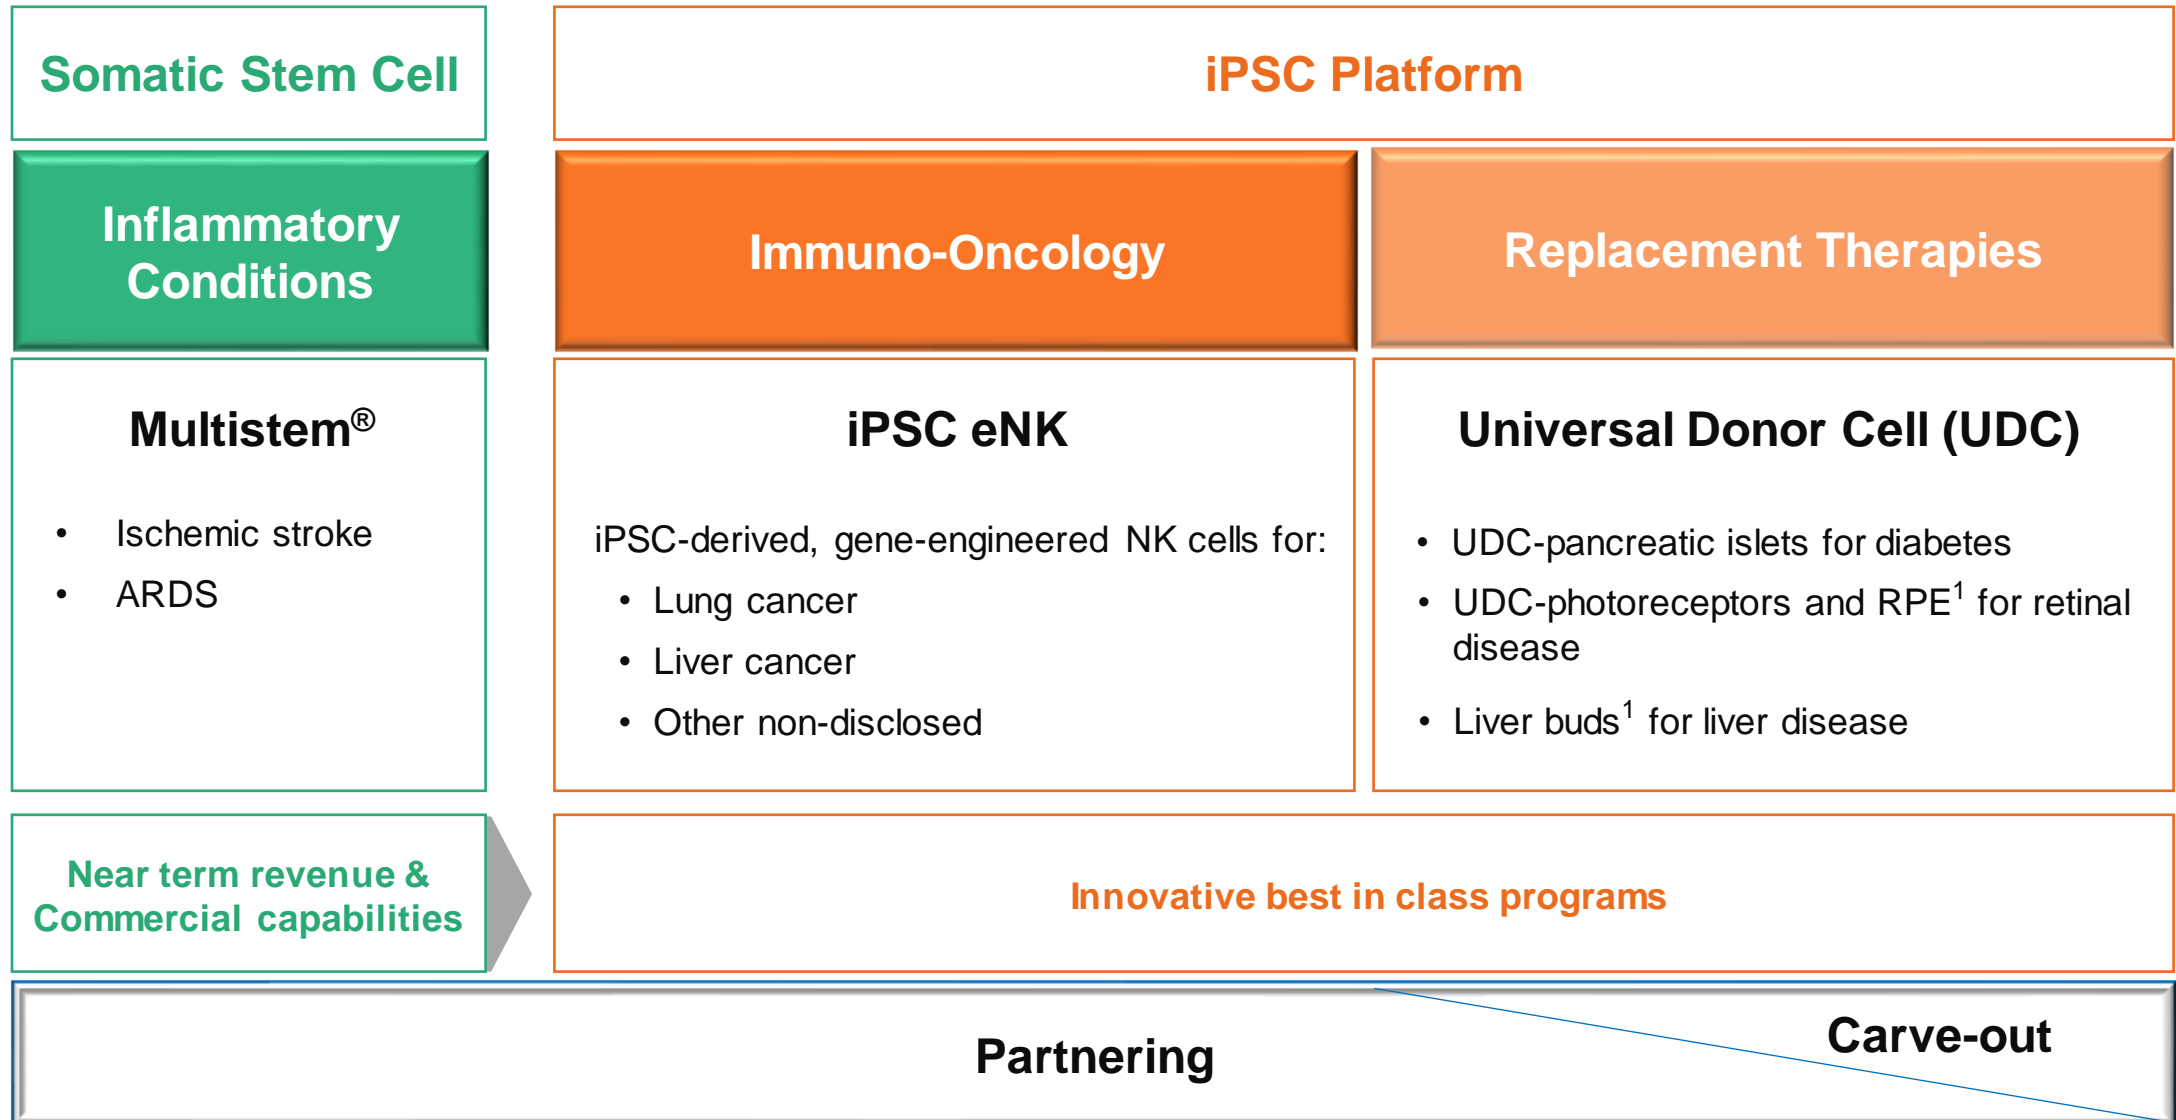 Somatic Stem Cell
iPSC Platform
Inflammatory
Conditions
Immuno-Oncology
Replacement Therapies
Multistem®
• Ischemic stroke
• ARDS
iPSC eNK
iPSC-derived, gene-engineered NK cells for:
• Lung cancer
• Liver cancer
• Other non-disclosed
Universal Donor Cell (UDC)
• UDC-pancreatic islets for diabetes
• UDC-photoreceptors and RPE¹ for retinal
disease
• Liver buds¹ for liver disease
Near term revenue &
Commercial capabilities
Innovative best in class programs
Partnering
Carve-out